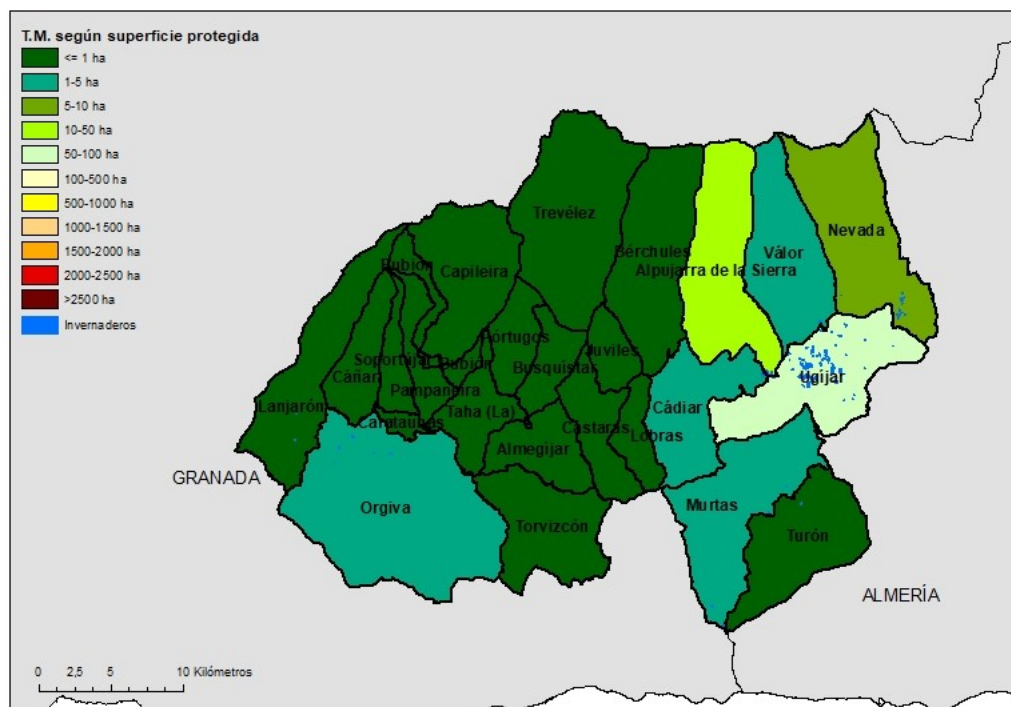 T.M. según superficie protegida
<= 1 ha
1-5 ha
5-10 ha
10-50 ha
50-100 ha
100-500 ha
500-1000 ha
1000-1500 ha
1500-2000 ha
2000-2500 ha
>2500 ha
Invernaderos
Trevélez
Nevada
Bérchules
Válor
Bubión
Capileira
Alpujarra de la Sierra
Pórtugos
Juviles
Soportújar
Bubión
Busquístar
Cáñar
Ugijar
Pampaneira
Lanjarón
Taha (La)
Cádiar
Carataunas
Cástaras
Lobras
Almegijar
GRANADA
Orgiva
Murtas
Torvizcón
Turón
ALMERÍA
0 2,5 5 10 Kilómetros